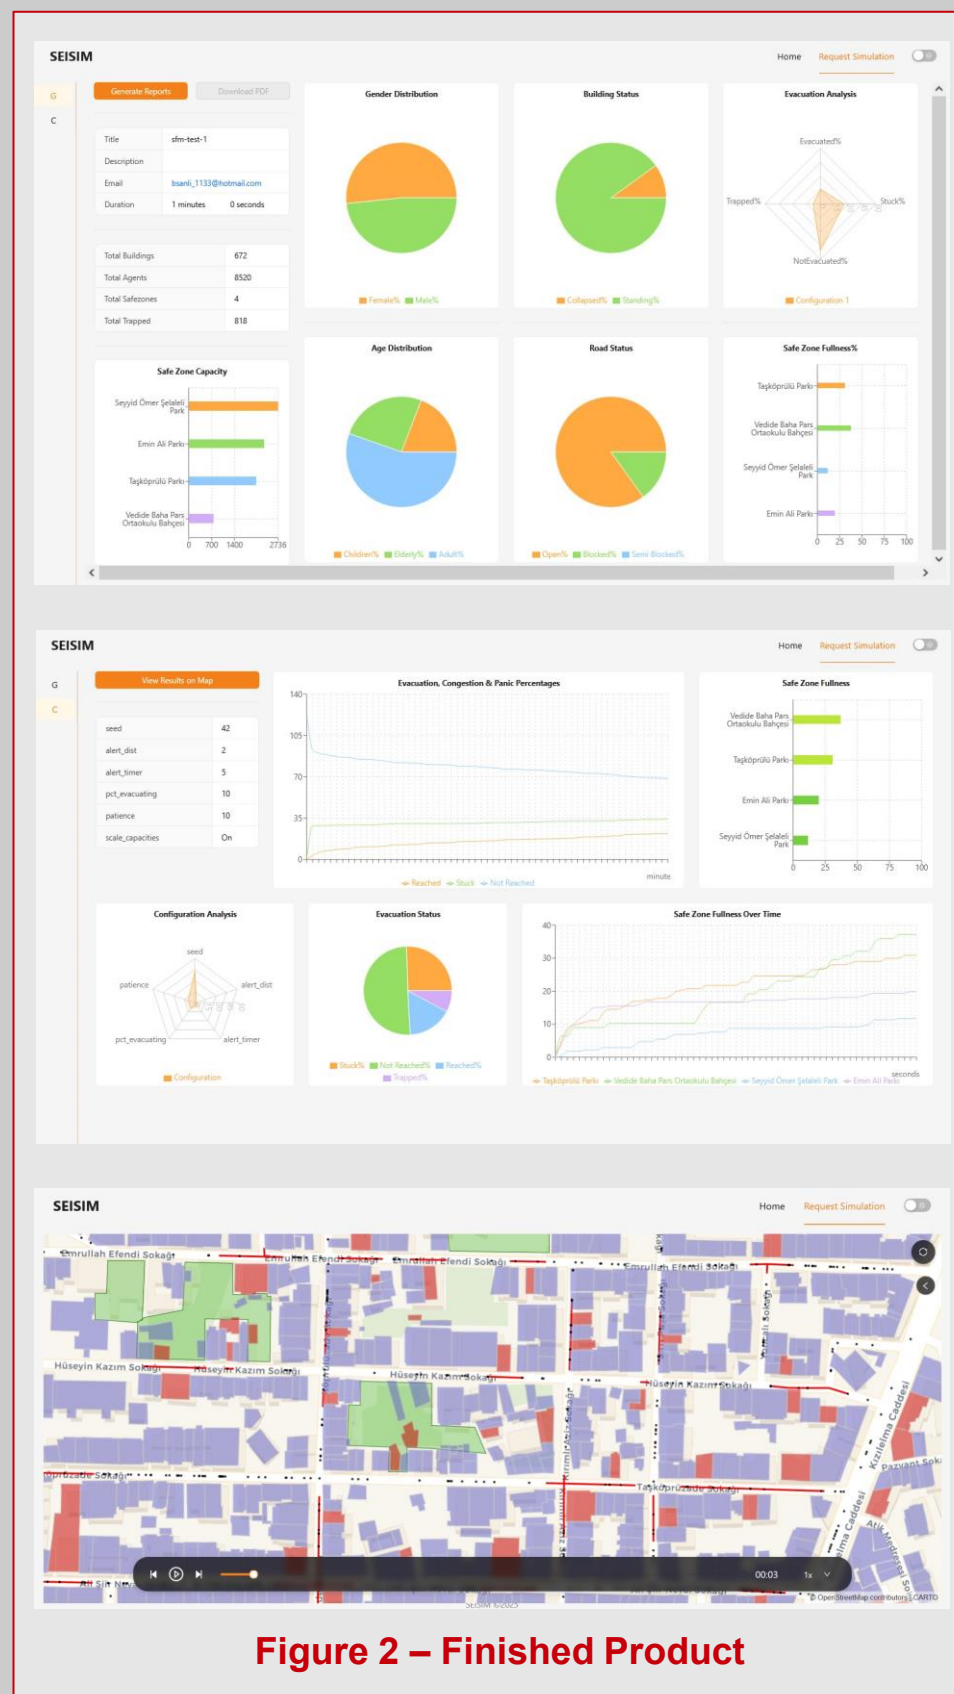 SEISIM
Home Request Simulation
G
C
Generate Reports Download PDF
Title sfm-test-1
Description
Email bsanli_1133@hotmail.com
Duration 1 minutes 0 seconds
Total Buildings 672
Total Agents 8520
Total Safezones 4
Total Trapped 818
Safe Zone Capacity
Seyyid Ömer Şelaleli
Park
Emin Ali Parkı
Taşköprülü Parkı
Vedide Baha Pars
Ortaokulu Bahçesi
0 700 1400 2736
Gender Distribution
Female% Male%
Building Status
Collapsed% Standing%
Evacuation Analysis
Evacuated%
Trapped% Stuck%
NotEvacuated%
Configuration 1
Age Distribution
Children% Elderly% Adult%
Road Status
Open% Blocked% Semi Blocked%
Safe Zone Fullness%
Taşköprülü Parkı
Vedide Baha Pars
Ortaokulu Bahçesi
Seyyid Ömer Şelaleli
Park
Emin Ali Parkı
0 25 50 75 100
SEISIM
Home Request Simulation
G
C
View Results on Map
seed 42
alert_dist 2
alert_timer 5
pct_evacuating 10
patience 10
scale_capacities On
Evacuation, Congestion & Panic Percentages
140
105
70
35
0
minute
Reached Stuck Not Reached
Safe Zone Fullness
Vedide Baha Pars
Ortaokulu Bahçesi
Taşköprülü Parkı
Emin Ali Parkı
Seyyid Ömer Şelaleli
Park
0 25 50 75 100
Configuration Analysis
seed
patience alert_dist
pct_evacuating alert_timer
Configuration
Evacuation Status
Stuck% Not Reached% Reached%
Trapped%
Safe Zone Fullness Over Time
40
30
20
10
0
seconds
Taşköprülü Parkı Vedide Baha Pars Ortaokulu Bahçesi Seyyid Ömer Şelaleli Park Emin Ali Parkı
SEISIM
Home Request Simulation
Emrullah Efendi Sokağı Emrullah Efendi Sokağı Emrullah Efendi Sokağı Emrullah Efendi Sokağı
Hüseyin Kazım Sokağı Hüseyin Kazım Sokağı Hüseyin Kazım Sokağı Hüseyin Kazım Sokağı
Kızılelma Caddesi
Taşköprüzade Sokağı
00:03 1x
© OpenStreetMap contributors, CARTO
SEISIM ©2025
Figure 2 – Finished Product